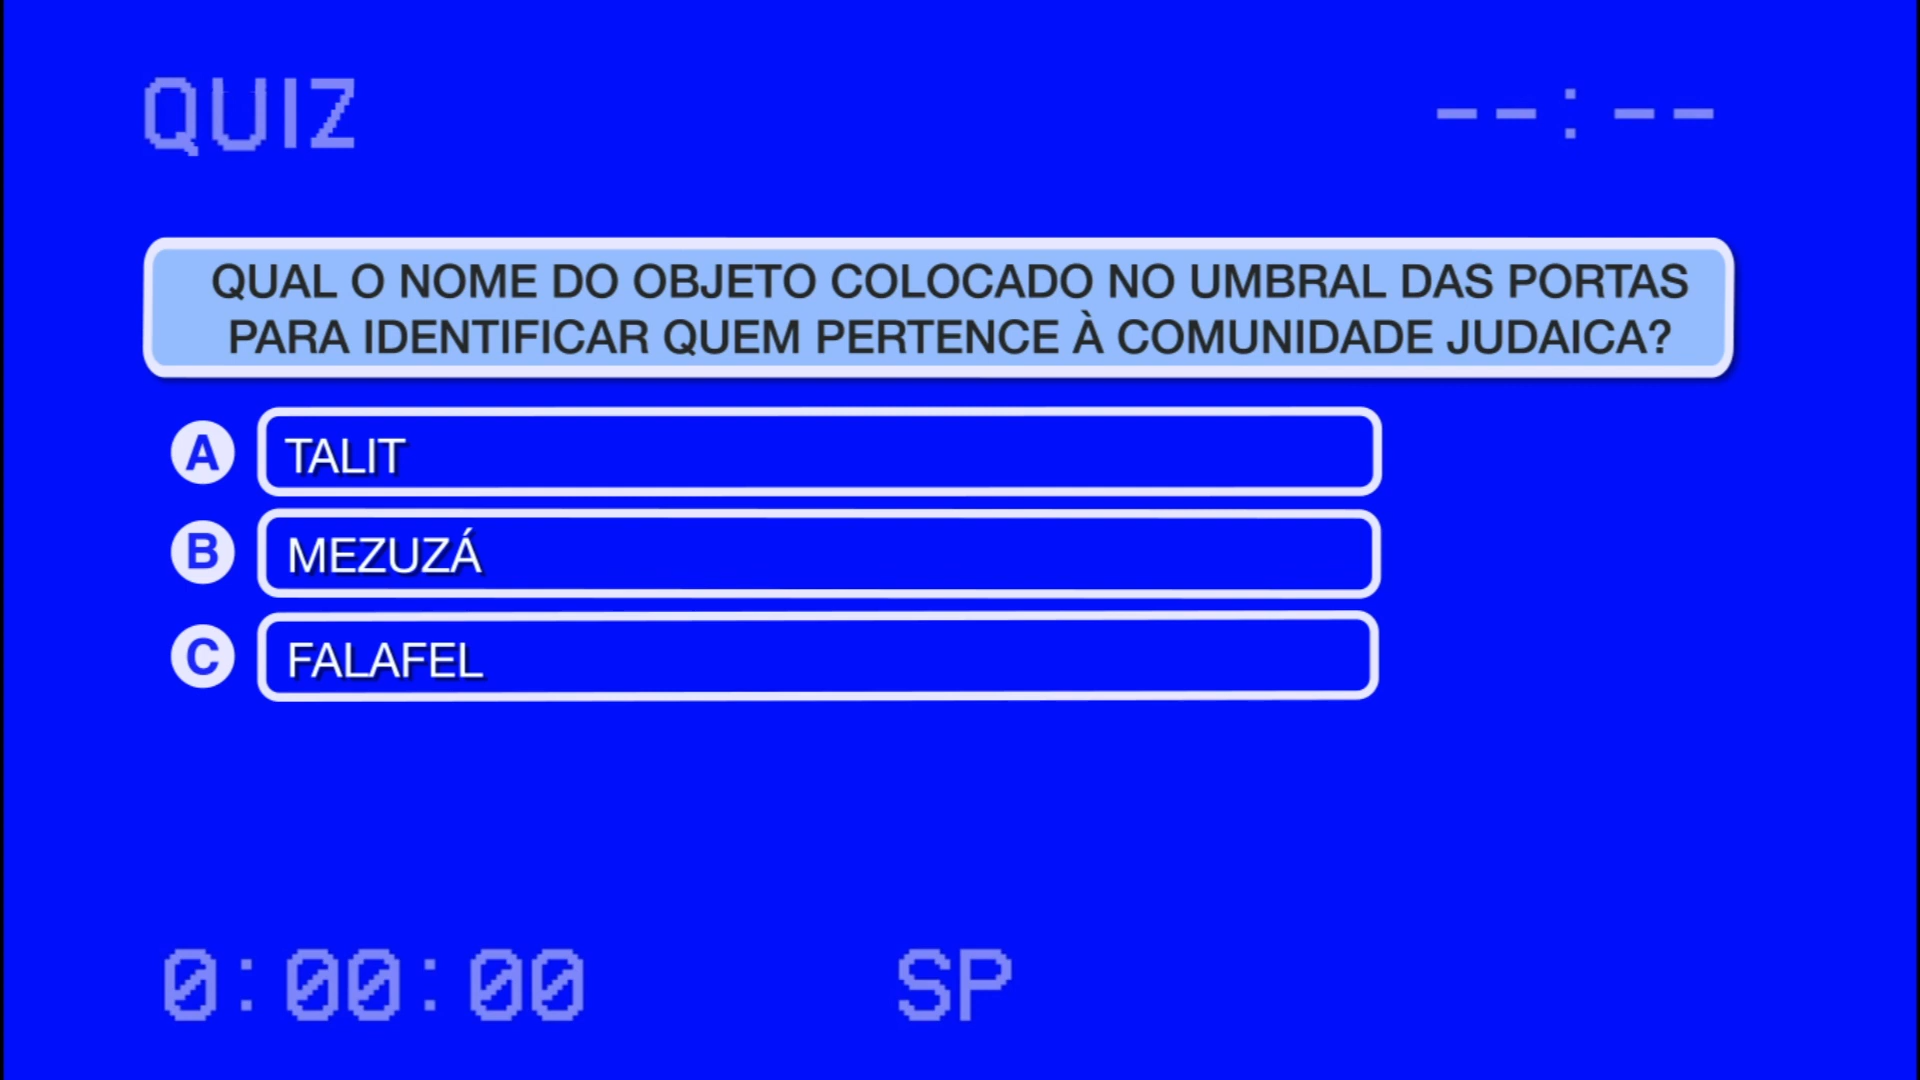 QUIZ
--:--
QUAL O NOME DO OBJETO COLOCADO NO UMBRAL DAS PORTAS
PARA IDENTIFICAR QUEM PERTENCE À COMUNIDADE JUDAICA?
A TALIT
B MEZUZÁ
C FALAFEL
0:00:00 SP